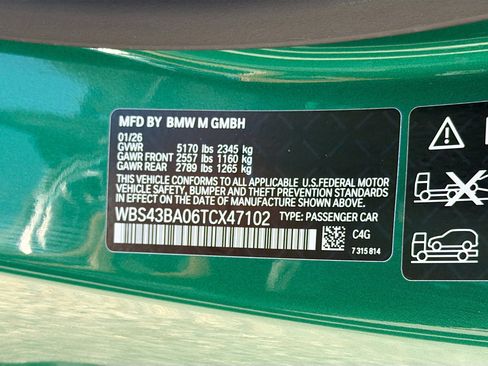 MFD BY BMW M GMBH
01/26
GVWR 5170 lbs 2345 kg
GAWR FRONT 2557 lbs 1160 kg
GAWR REAR 2789 lbs 1265 kg
THIS VEHICLE CONFORMS TO ALL APPLICABLE U.S.FEDERAL MOTOR
VEHICLE SAFETY, BUMPER, AND THEFT PREVENTION STANDARDS
IN EFFECT ON THE DATE OF MANUFACTURE SHOWN ABOVE.
WBS43BA06TCX47102 TYPE: PASSENGER CAR
C4G
7 315 814